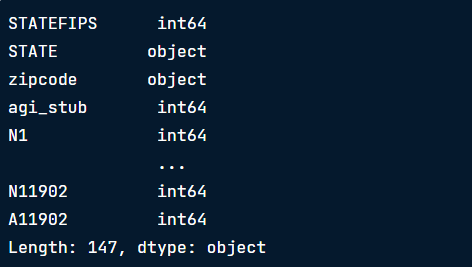 STATEFIPS int64
STATE object
zipcode object
agi_stub int64
N1 int64
...
N11902 int64
A11902 int64
Length: 147, dtype: object